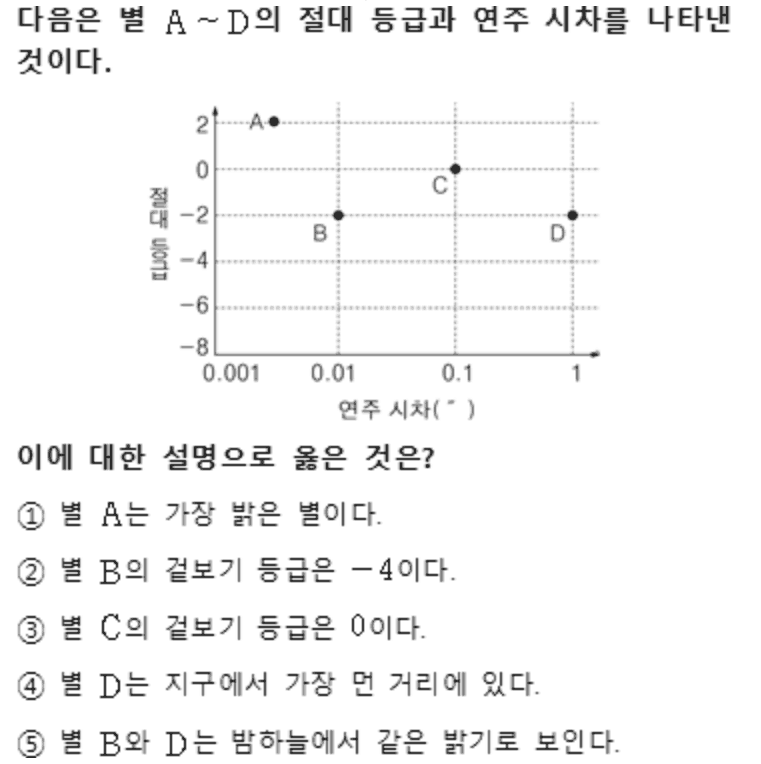 다음은 별 A ~ D의 절대 등급과 연주 시차를 나타낸
것이다.
2
0
-2
-4
-6
-8
절대 등급
A
B
C
D
0.001 0.01 0.1 1
연주 시차( ″ )
이에 대한 설명으로 옳은 것은?
① 별 A는 가장 밝은 별이다.
② 별 B의 겉보기 등급은 -4이다.
③ 별 C의 겉보기 등급은 0이다.
④ 별 D는 지구에서 가장 먼 거리에 있다.
⑤ 별 B와 D는 밤하늘에서 같은 밝기로 보인다.